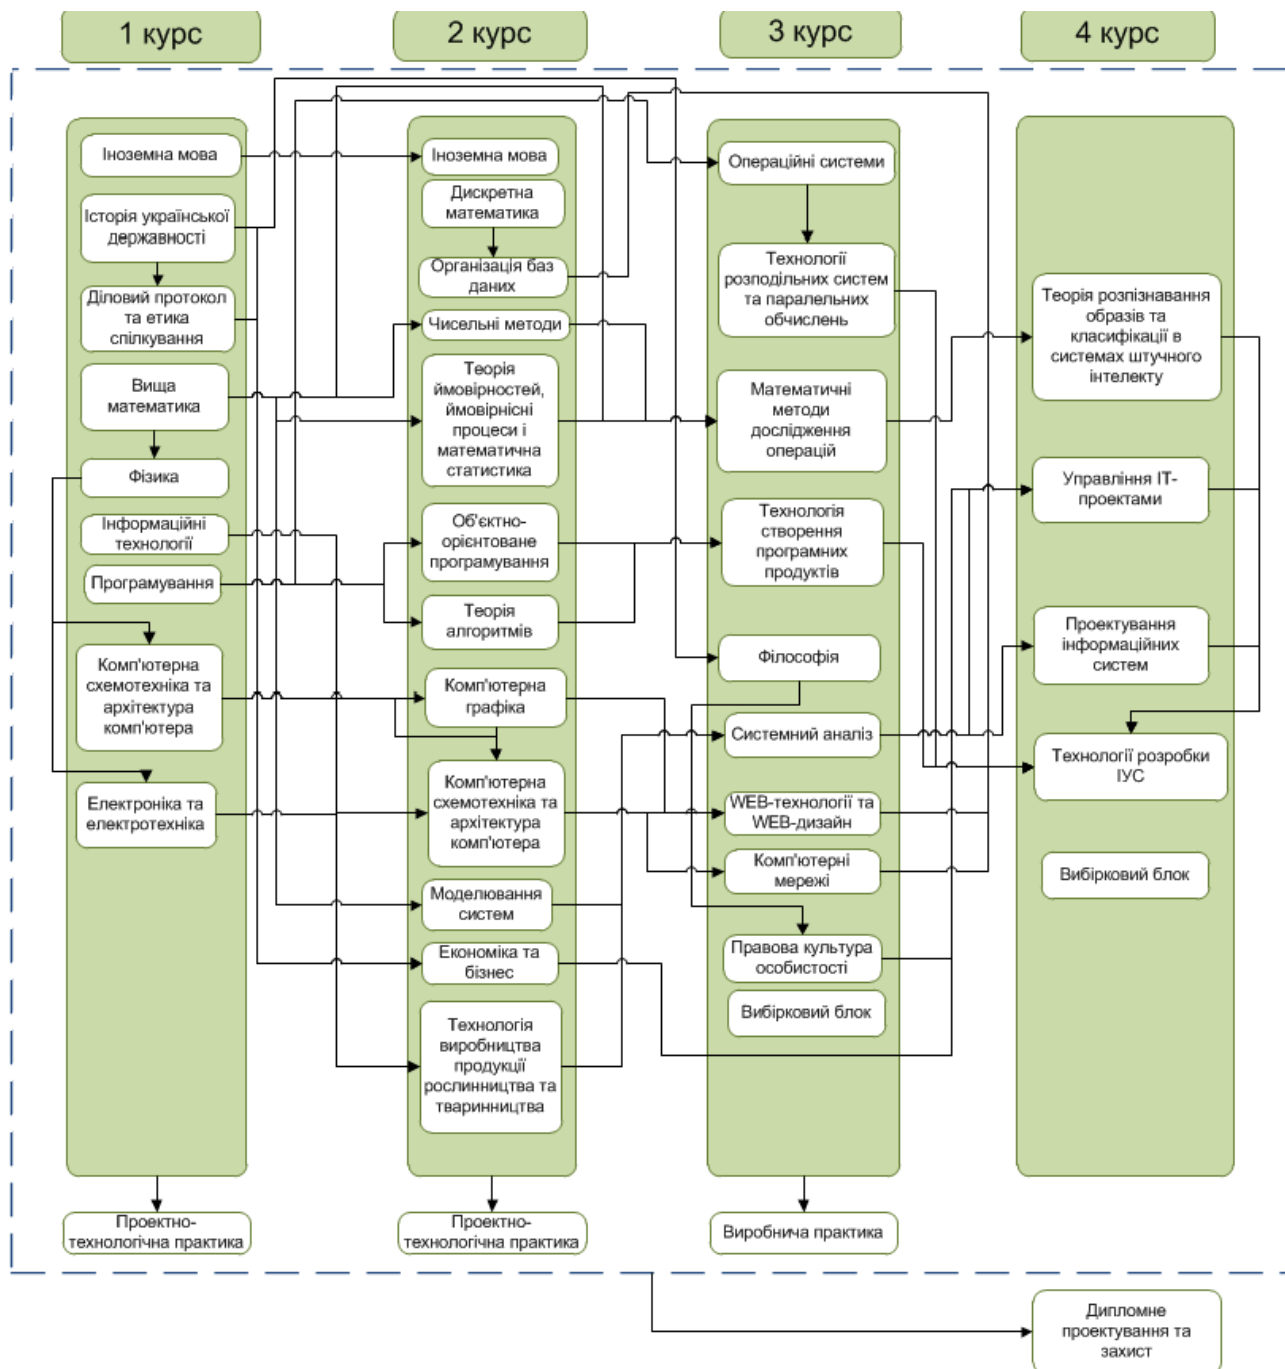 1 курс
2 курс
3 курс
4 курс
Іноземна мова
Історія української
державності
Діловий протокол
та етика
спілкування
Вища
математика
Фізика
Інформаційні
технології
Програмування
Комп'ютерна
схемотехніка та
архітектура
комп'ютера
Електроніка та
електротехніка
Проектно-
технологічна практика
Іноземна мова
Дискретна
математика
Організація баз
даних
Чисельні методи
Теорія
ймовірностей,
ймовірнісні
процеси і
математична
статистика
Об'єктно-
орієнтоване
програмування
Теорія
алгоритмів
Комп'ютерна
графіка
Комп'ютерна
схемотехніка та
архітектура
комп'ютера
Моделювання
систем
Економіка та
бізнес
Технологія
виробництва
продукції
рослинництва та
тваринництва
Проектно-
технологічна практика
Операційні системи
Технології
розподільних систем
та паралельних
обчислень
Математичні
методи
дослідження
операцій
Технологія
створення
програмних
продуктів
Філософія
Системний аналіз
WEB-технології та
WEB-дизайн
Комп'ютерні
мережі
Правова культура
особистості
Вибірковий блок
Виробнича практика
Теорія розпізнавання
образів та
класифікації в
системах штучного
інтелекту
Управління ІТ-
проектами
Проектування
інформаційних
систем
Технології розробки
ІУС
Вибірковий блок
Дипломне
проектування та
захист